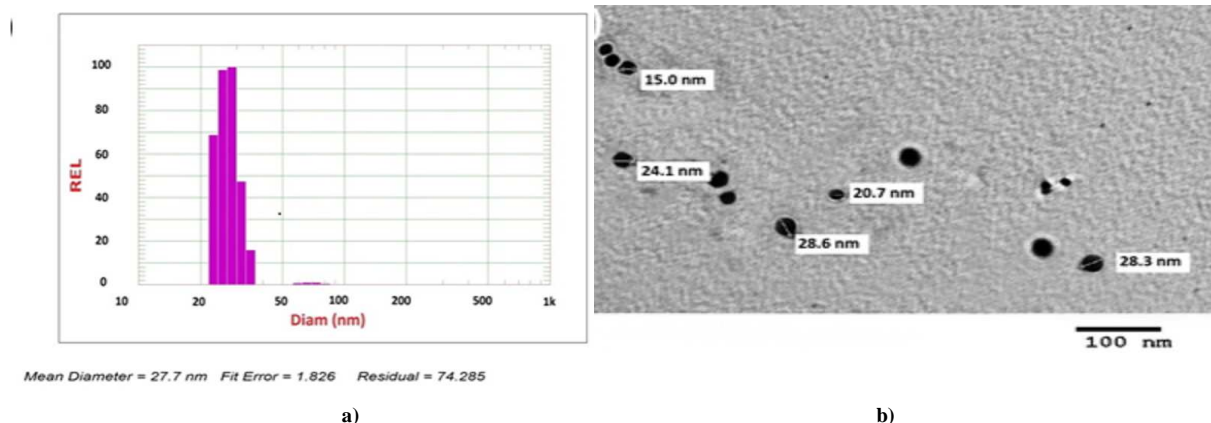 100
80
60
40
20
0
REL
10 20 50 100 200 500 1k
Diam (nm)
Mean Diameter = 27.7 nm Fit Error = 1.826 Residual = 74.285
a)
15.0 nm
24.1 nm
20.7 nm
28.6 nm
28.3 nm
100 nm
b)